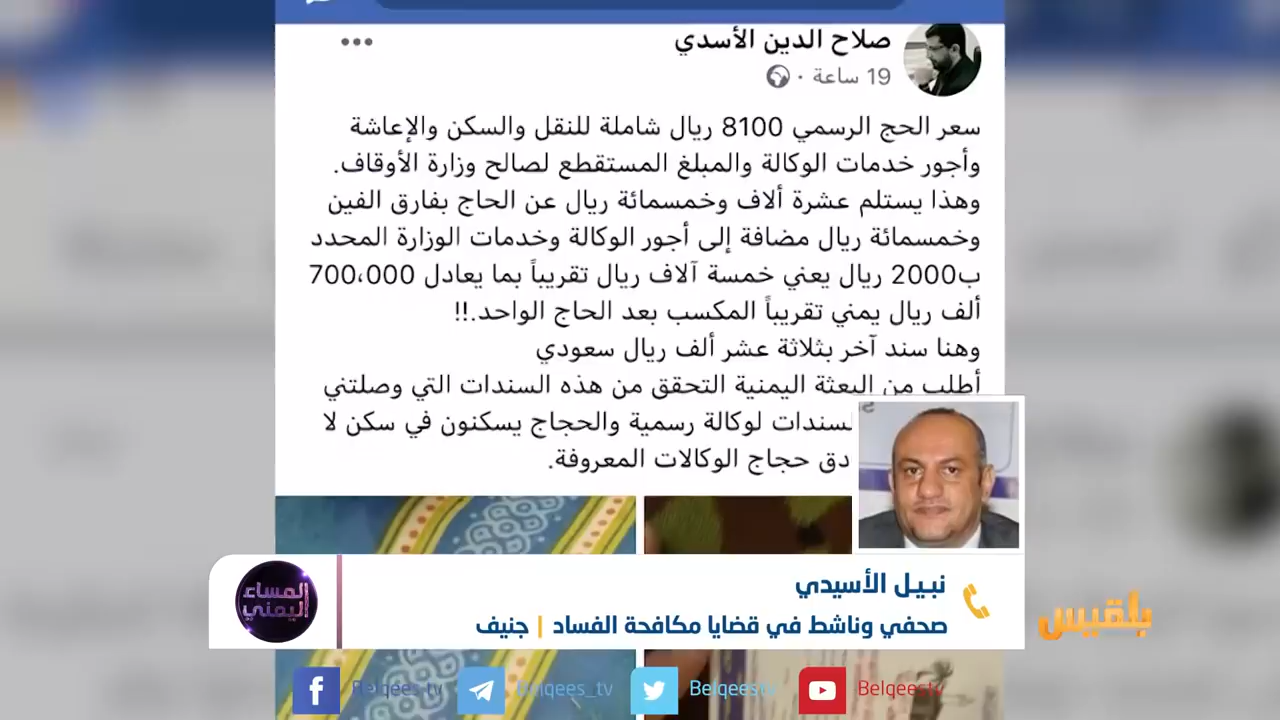 صلاح الدين الأسدي
19 ساعة ·
سعر الحج الرسمي 8100 ريال شاملة للنقل والسكن والإعاشة
وأجور خدمات الوكالة والمبلغ المستقطع لصالح وزارة الأوقاف.
وهذا يستلم عشرة ألاف وخمسمائة ريال عن الحاج بفارق الفين
وخمسمائة ريال مضافة إلى أجور الوكالة وخدمات الوزارة المحدد
ب2000 ريال يعني خمسة آلاف ريال تقريباً بما يعادل 700،000
ألف ريال يمني تقريباً المكسب بعد الحاج الواحد.!!
وهنا سند آخر بثلاثة عشر ألف ريال سعودي
أطلب من البعثة اليمنية التحقق من هذه السندات التي وصلتني
لسندات لوكالة رسمية والحجاج يسكنون في سكن لا
دق حجاج الوكالات المعروفة.
نبيل الأسيدي
صحفي وناشط في قضايا مكافحة الفساد | جنيف
المساء
اليمني
بلقيس
Belqees.tv
belqees_tv
Belqeestv
Belqeestv